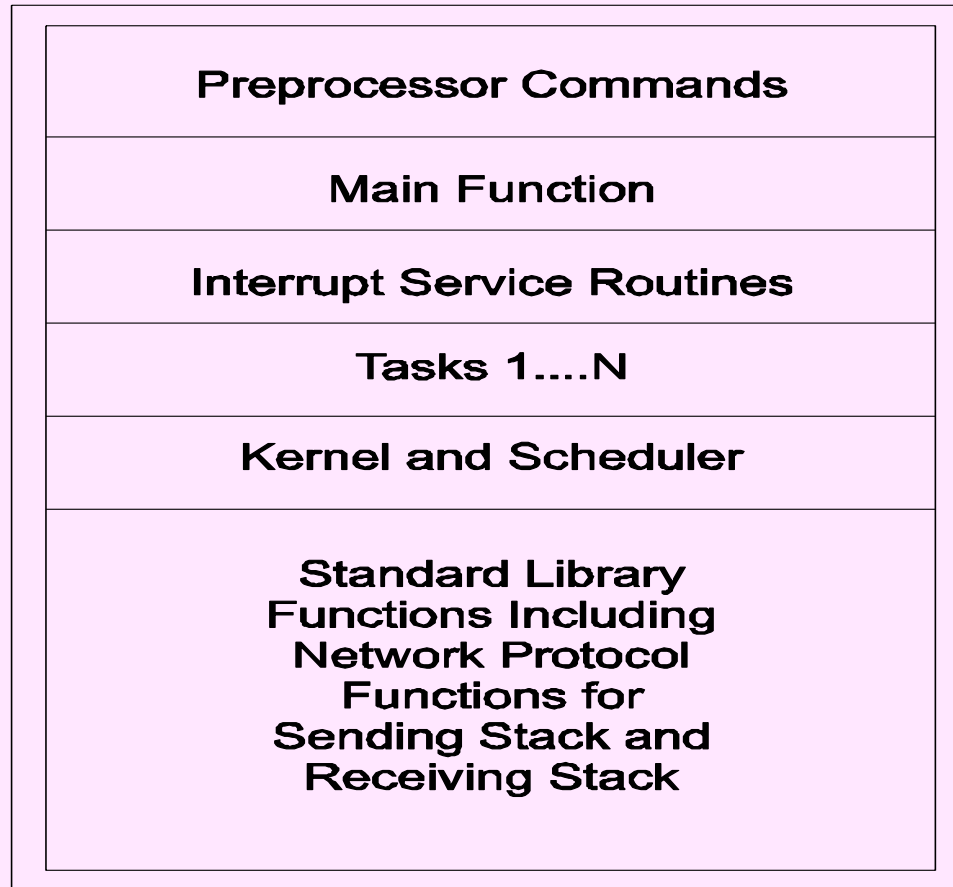 Preprocessor Commands
Main Function
Interrupt Service Routines
Tasks 1....N
Kernel and Scheduler
Standard Library
Functions Including
Network Protocol
Functions for
Sending Stack and
Receiving Stack